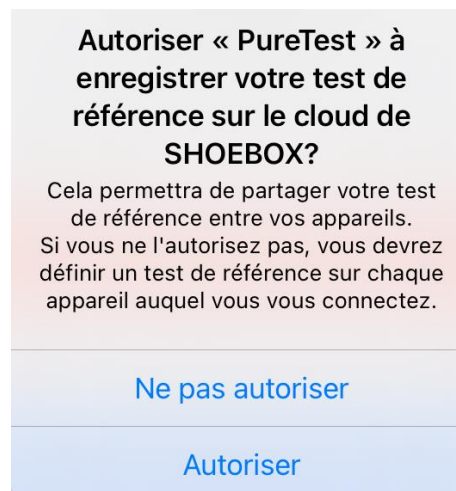 Autoriser « PureTest » à
enregistrer votre test de
référence sur le cloud de
SHOEBOX?
Cela permettra de partager votre test
de référence entre vos appareils.
Si vous ne l'autorisez pas, vous devrez
définir un test de référence sur chaque
appareil auquel vous vous connectez.
Ne pas autoriser
Autoriser